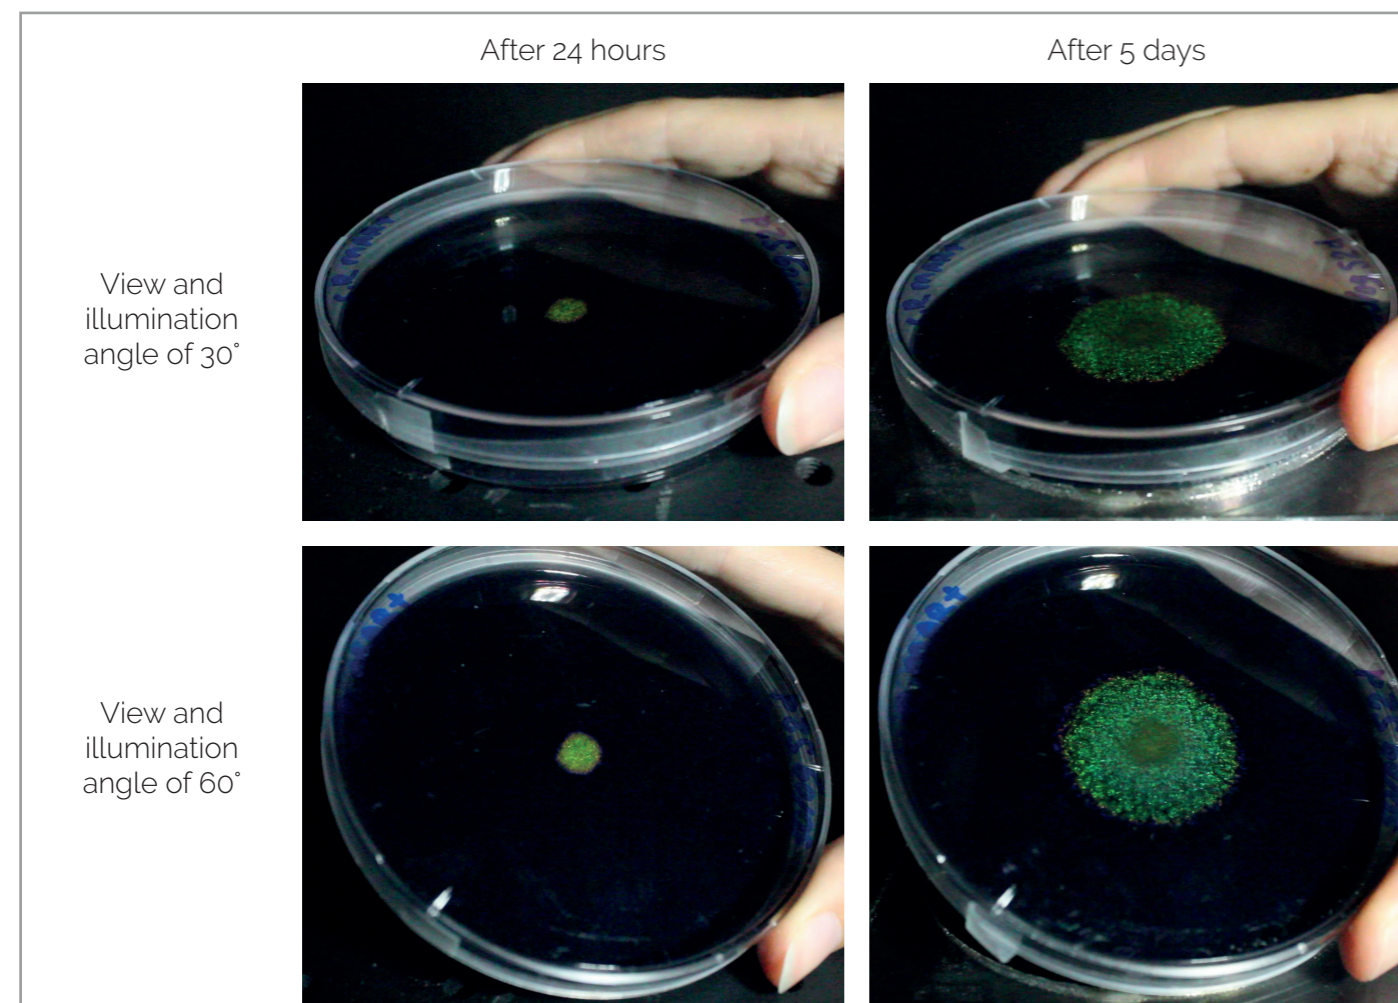 After 24 hours
After 5 days
View and
illumination
angle of 30°
View and
illumination
angle of 60°